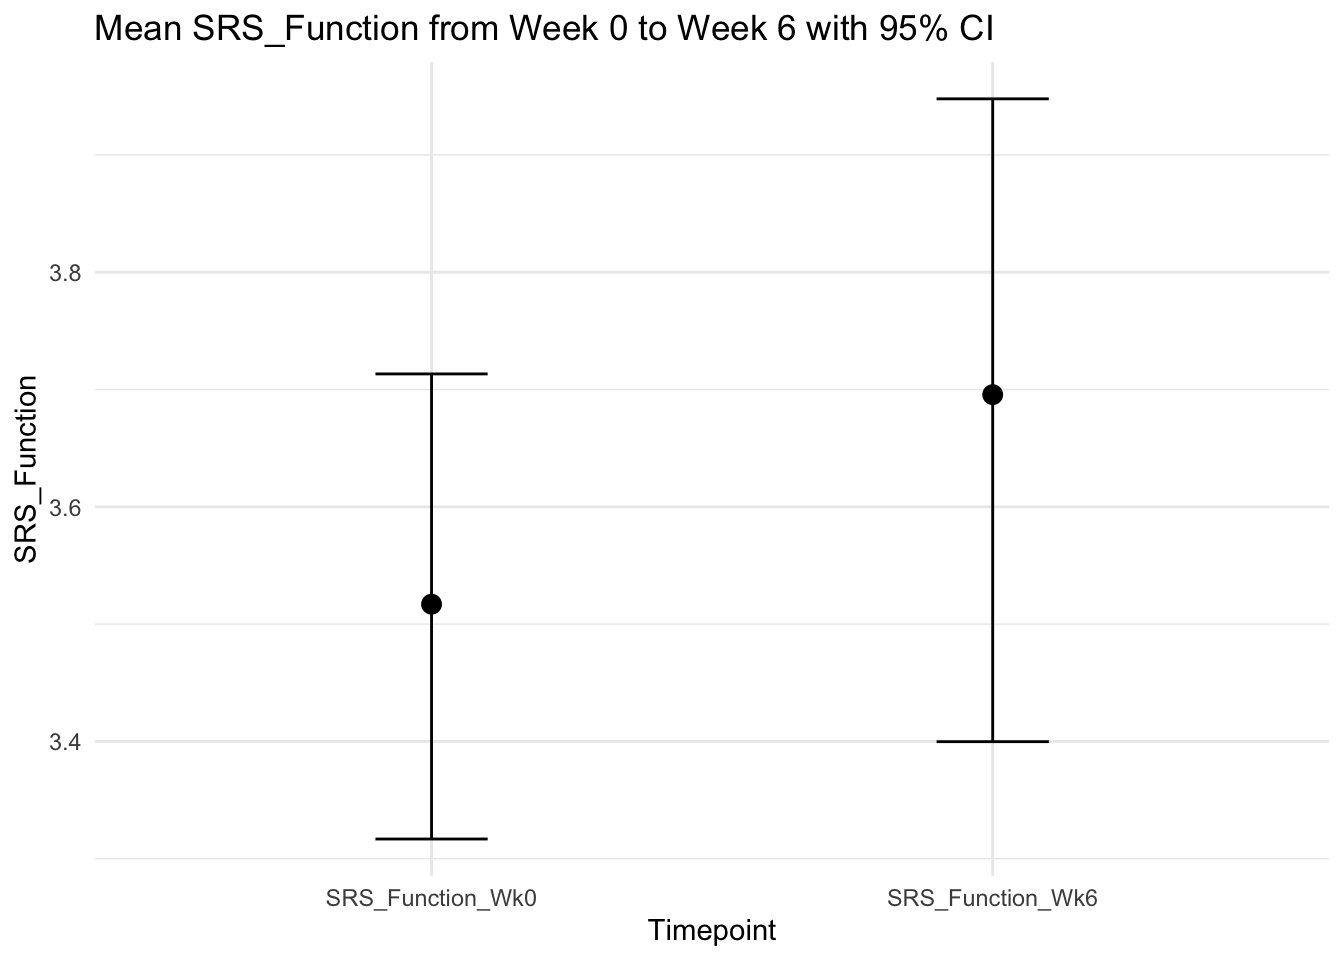 Mean SRS_Function from Week 0 to Week 6 with 95% CI
SRS_Function
3.8
3.6
3.4
SRS_Function_Wk0
SRS_Function_Wk6
Timepoint